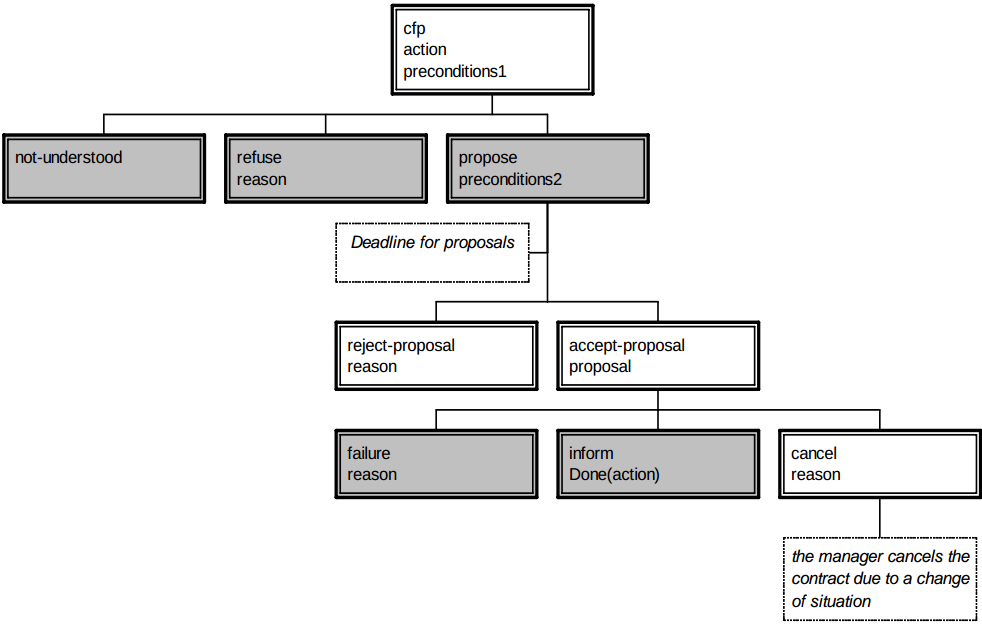 cfp
action
preconditions1
not-understood
refuse
reason
propose
preconditions2
Deadline for proposals
reject-proposal
reason
accept-proposal
proposal
failure
reason
inform
Done(action)
cancel
reason
the manager cancels the
contract due to a change
of situation